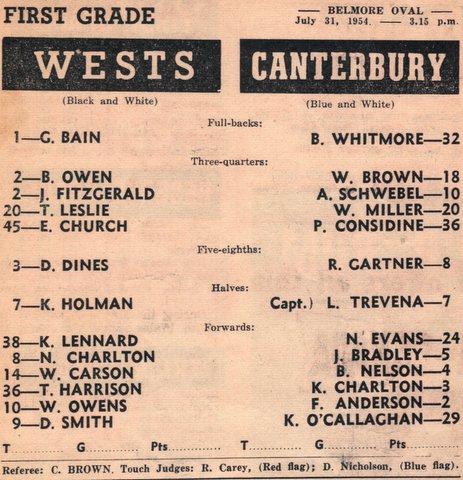 FIRST GRADE
— BELMORE OVAL —
July 31, 1954. — 3.15 p.m.
WESTS CANTERBURY
(Black and White) (Blue and White)
Full-backs:
1—G. BAIN B. WHITMORE—32
Three-quarters:
2—B. OWEN W. BROWN—18
2—J. FITZGERALD A. SCHWEBEL—10
20—T. LESLIE W. MILLER—20
45—E. CHURCH P. CONSIDINE—36
Five-eighths:
3—D. DINES R. GARTNER—8
Halves:
7—K. HOLMAN Capt.) L. TREVENA—7
Forwards:
38—K. LENNARD N. EVANS—24
8—N. CHARLTON J. BRADLEY—5
14—W. CARSON B. NELSON—4
36—T. HARRISON K. CHARLTON—3
10—W. OWENS F. ANDERSON—2
9—D. SMITH K. O'CALLAGHAN—29
T ............ G ............ Pts ............ T ............ G ............ Pts ............
Referee: C. BROWN. Touch Judges: R. Carey, (Red flag); D. Nicholson, (Blue flag).